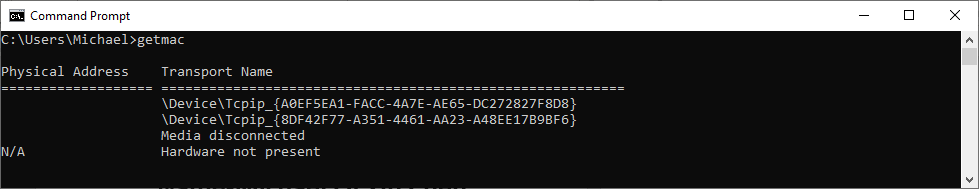 Command Prompt
C:\Users\Michael>getmac
Physical Address    Transport Name
=================== ==========================================================
\Device\Tcpip_{A0EF5EA1-FACC-4A7E-AE65-DC272827F8D8}
\Device\Tcpip_{8DF42F77-A351-4461-AA23-A48EE17B9BF6}
Media disconnected
N/A                 Hardware not present